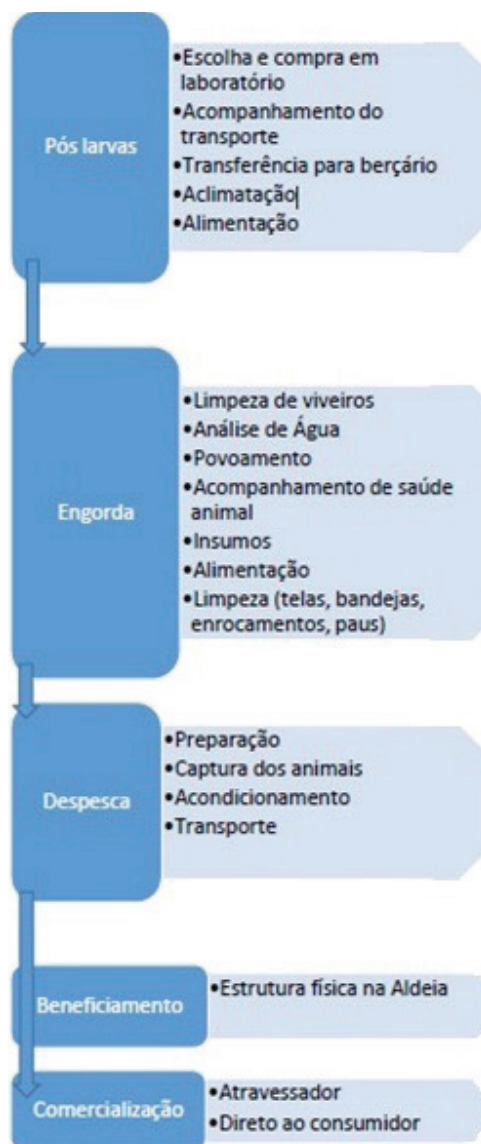 Pós larvas
•Escolha e compra em
laboratório
•Acompanhamento do
transporte
•Transferência para berçário
•Aclimatação
•Alimentação
Engorda
•Limpeza de viveiros
•Análise de Água
•Povoamento
•Acompanhamento de saúde
animal
•Insumos
•Alimentação
•Limpeza (telas, bandejas,
enrocamentos, paus)
Despesca
•Preparação
•Captura dos animais
•Acondicionamento
•Transporte
Beneficiamento
•Estrutura física na Aldeia
Comercialização
•Atravessador
•Direto ao consumidor